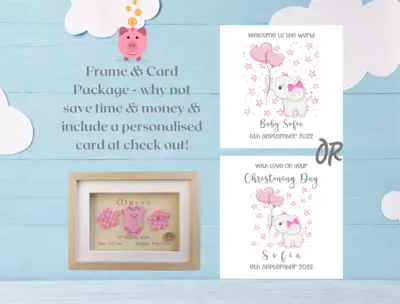 Frame & Card
Package - why not
save time & money &
include a personalised
card at check out!
Welcome to the world
Baby Sofia
6th September 2022
OR
With love on your
Christening Day
Sofia
6th September 2022